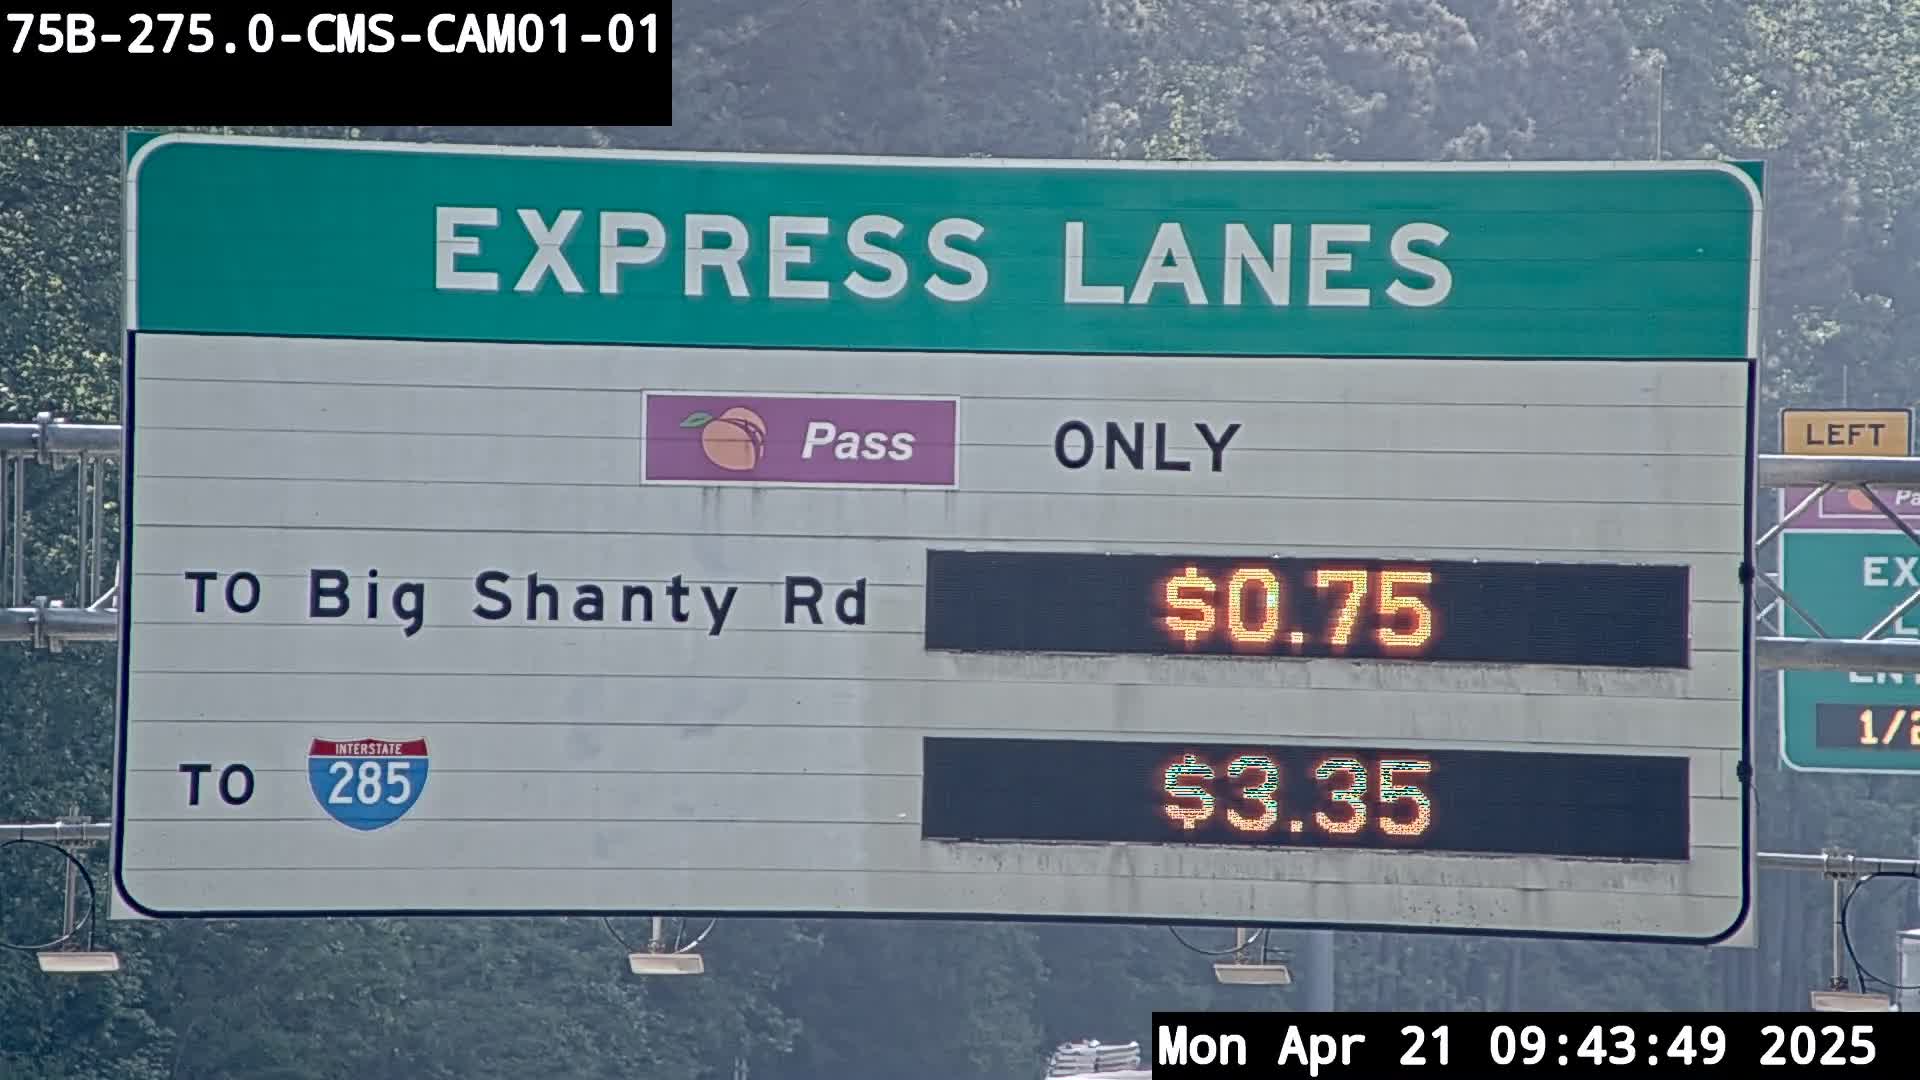 75B-275.0-CMS-CAM01-01
EXPRESS LANES
Pass ONLY
TO Big Shanty Rd $0.75
TO INTERSTATE 285 $3.35
LEFT
Mon Apr 21 09:43:49 2025